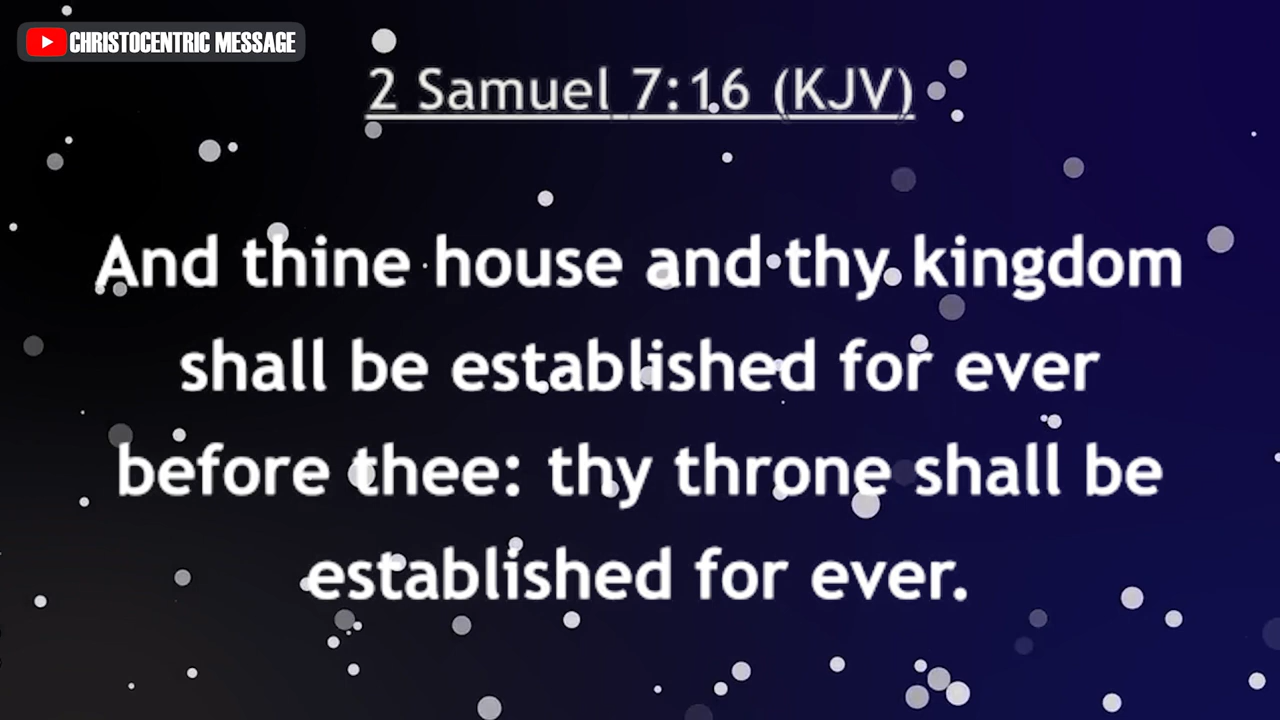 CHRISTOCENTRIC MESSAGE
2 Samuel 7:16 (KJV)
And thine house and thy kingdom
shall be established for ever
before thee: thy throne shall be
established for ever.